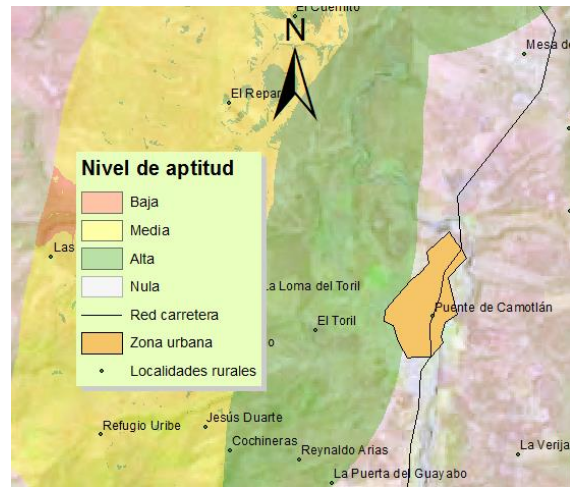 El Cuernito
N
Mesa de
El Repar
Nivel de aptitud
Baja
Media
Alta
Nula
Red carretera
Zona urbana
Localidades rurales
Las
La Loma del Toril
Puente de Camotlán
El Toril
o
Refugio Uribe
Jesús Duarte
Cochineras
Reynaldo Arias
La Verija
La Puerta del Guayabo